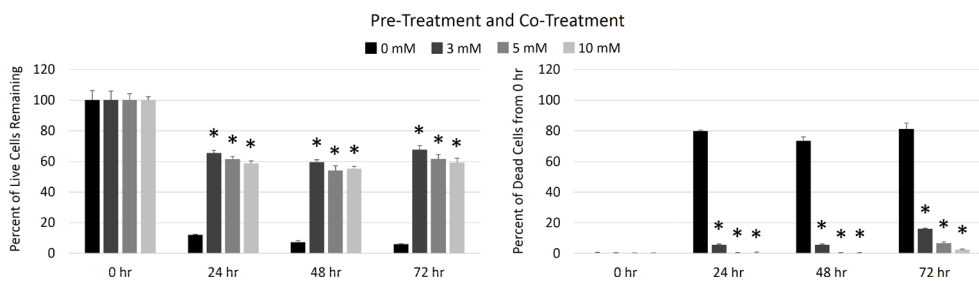 Pre-Treatment and Co-Treatment
0 mM 3 mM 5 mM 10 mM
Percent of Live Cells Remaining
120
100
80
60
40
20
0
* * * * * * * * *
0 hr 24 hr 48 hr 72 hr
Percent of Dead Cells from 0 hr
120
100
80
60
40
20
0
* * * * * * * * *
0 hr 24 hr 48 hr 72 hr